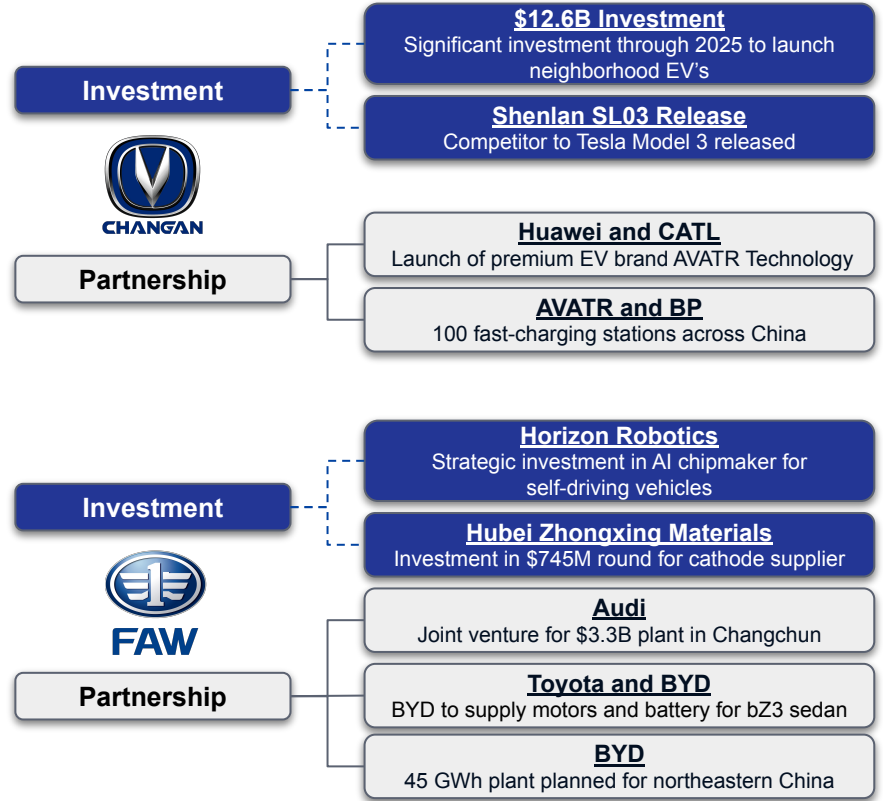 $12.6B Investment
Significant investment through 2025 to launch
neighborhood EV's
Investment
Shenlan SL03 Release
Competitor to Tesla Model 3 released
CHANGAN
Huawei and CATL
Launch of premium EV brand AVATR Technology
Partnership
AVATR and BP
100 fast-charging stations across China
Horizon Robotics
Strategic investment in AI chipmaker for
self-driving vehicles
Investment
Hubei Zhongxing Materials
Investment in $745M round for cathode supplier
1
FAW
Audi
Joint venture for $3.3B plant in Changchun
Partnership
Toyota and BYD
BYD to supply motors and battery for bZ3 sedan
BYD
45 GWh plant planned for northeastern China